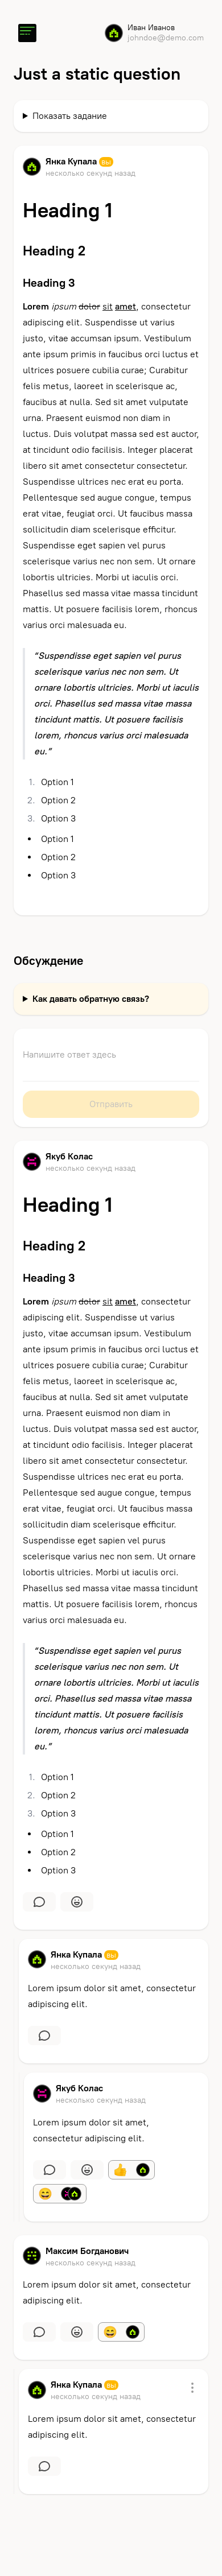 Иван Иванов
johndoe@demo.com
Just a static question
Показать задание
Янка Купала вы
несколько секунд назад
Heading 1
Heading 2
Heading 3
Lorem ipsum dolor sit amet, consectetur
adipiscing elit. Suspendisse ut varius
justo, vitae accumsan ipsum. Vestibulum
ante ipsum primis in faucibus orci luctus et
ultrices posuere cubilia curae; Curabitur
felis metus, laoreet in scelerisque ac,
faucibus at nulla. Sed sit amet vulputate
urna. Praesent euismod non diam in
luctus. Duis volutpat massa sed est auctor,
at tincidunt odio facilisis. Integer placerat
libero sit amet consectetur consectetur.
Suspendisse ultrices nec erat eu porta.
Pellentesque sed augue congue, tempus
erat vitae, feugiat orci. Ut faucibus massa
sollicitudin diam scelerisque efficitur.
Suspendisse eget sapien vel purus
scelerisque varius nec non sem. Ut ornare
lobortis ultricies. Morbi ut iaculis orci.
Phasellus sed massa vitae massa tincidunt
mattis. Ut posuere facilisis lorem, rhoncus
varius orci malesuada eu.
“Suspendisse eget sapien vel purus
scelerisque varius nec non sem. Ut
ornare lobortis ultricies. Morbi ut iaculis
orci. Phasellus sed massa vitae massa
tincidunt mattis. Ut posuere facilisis
lorem, rhoncus varius orci malesuada
eu.”
1. Option 1
2. Option 2
3. Option 3
• Option 1
• Option 2
• Option 3
Обсуждение
Как давать обратную связь?
Напишите ответ здесь
Отправить
Якуб Колас
несколько секунд назад
Heading 1
Heading 2
Heading 3
Lorem ipsum dolor sit amet, consectetur
adipiscing elit. Suspendisse ut varius
justo, vitae accumsan ipsum. Vestibulum
ante ipsum primis in faucibus orci luctus et
ultrices posuere cubilia curae; Curabitur
felis metus, laoreet in scelerisque ac,
faucibus at nulla. Sed sit amet vulputate
urna. Praesent euismod non diam in
luctus. Duis volutpat massa sed est auctor,
at tincidunt odio facilisis. Integer placerat
libero sit amet consectetur consectetur.
Suspendisse ultrices nec erat eu porta.
Pellentesque sed augue congue, tempus
erat vitae, feugiat orci. Ut faucibus massa
sollicitudin diam scelerisque efficitur.
Suspendisse eget sapien vel purus
scelerisque varius nec non sem. Ut ornare
lobortis ultricies. Morbi ut iaculis orci.
Phasellus sed massa vitae massa tincidunt
mattis. Ut posuere facilisis lorem, rhoncus
varius orci malesuada eu.
“Suspendisse eget sapien vel purus
scelerisque varius nec non sem. Ut
ornare lobortis ultricies. Morbi ut iaculis
orci. Phasellus sed massa vitae massa
tincidunt mattis. Ut posuere facilisis
lorem, rhoncus varius orci malesuada
eu.”
1. Option 1
2. Option 2
3. Option 3
• Option 1
• Option 2
• Option 3
Янка Купала вы
несколько секунд назад
Lorem ipsum dolor sit amet, consectetur
adipiscing elit.
Якуб Колас
несколько секунд назад
Lorem ipsum dolor sit amet,
consectetur adipiscing elit.
Максим Богданович
несколько секунд назад
Lorem ipsum dolor sit amet, consectetur
adipiscing elit.
Янка Купала вы
несколько секунд назад
Lorem ipsum dolor sit amet, consectetur
adipiscing elit.